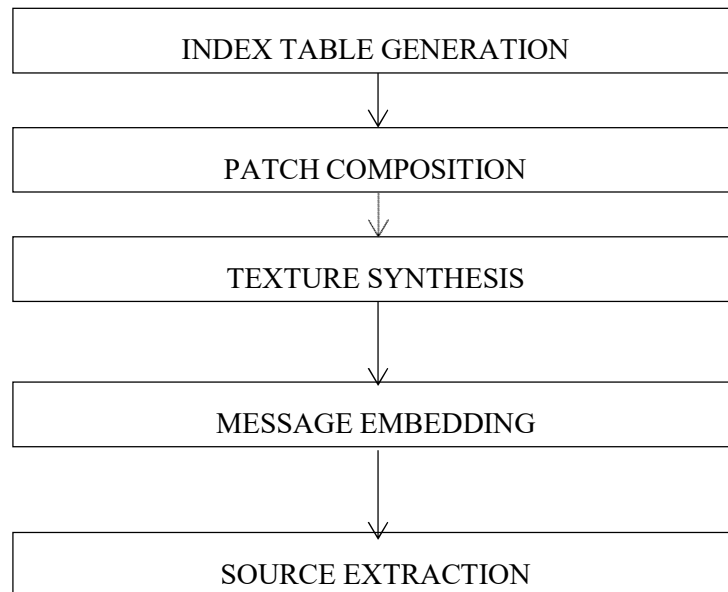 INDEX TABLE GENERATION
PATCH COMPOSITION
TEXTURE SYNTHESIS
MESSAGE EMBEDDING
SOURCE EXTRACTION